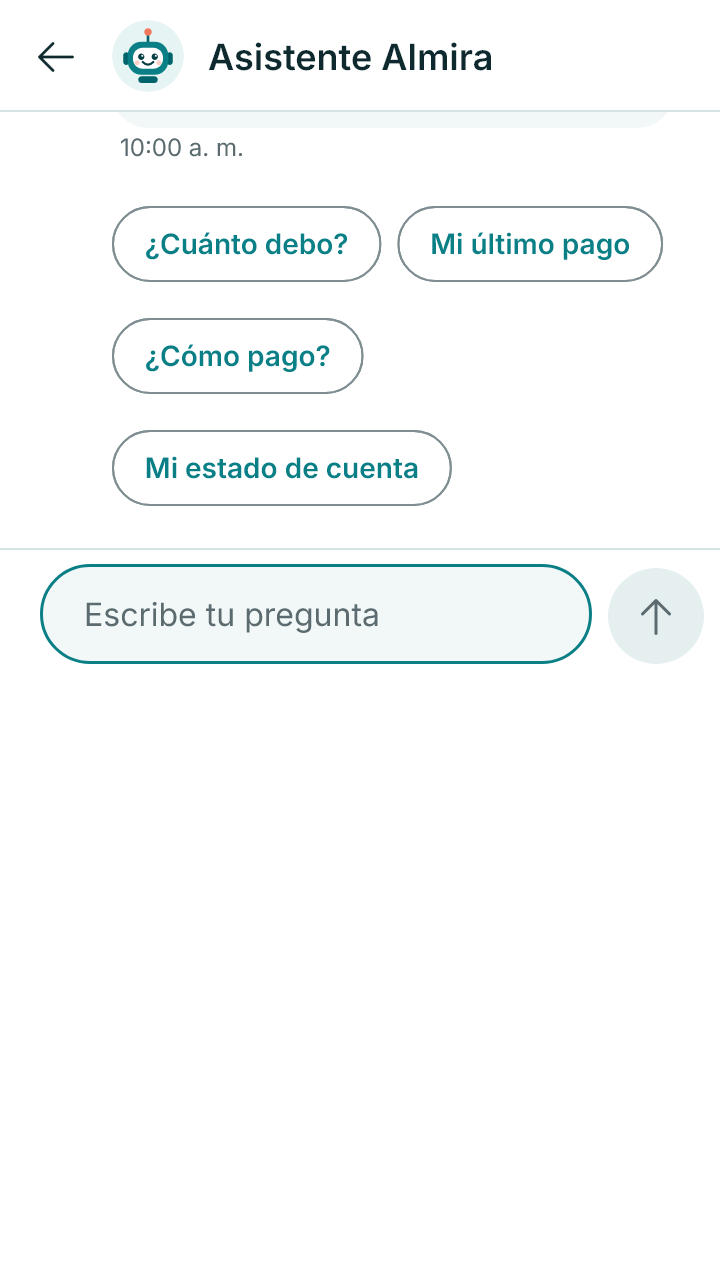 Asistente Almira
10:00 a. m.
¿Cuánto debo?
Mi último pago
¿Cómo pago?
Mi estado de cuenta
Escribe tu pregunta